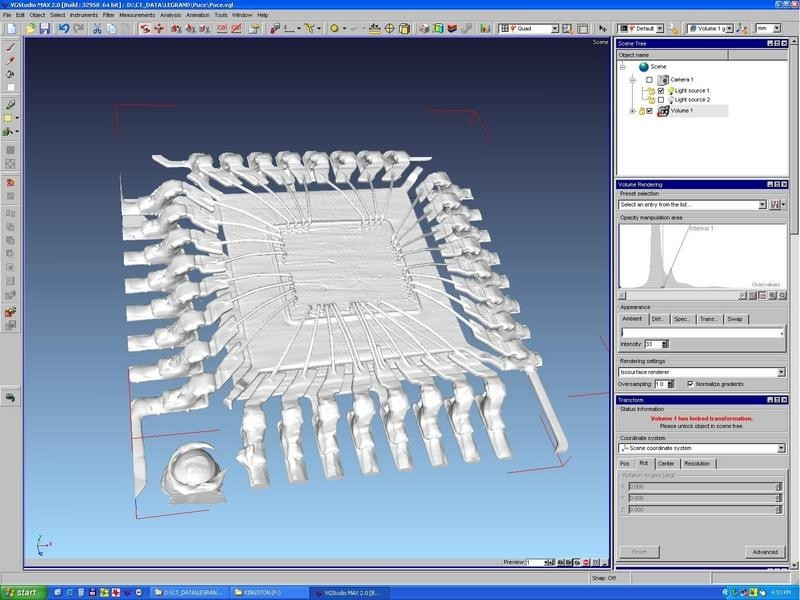 VGStudio MAX 2.0 [Build : 32958 64 bit] : D:\CT_DATA\LEGRAND\Puce\Puce.vgl
File Edit Object Select Instruments Filter Measurements Analysis Animation Tools Window Help
Quad
Default
Volume 1 g
mm
Scene
Scene Tree
Object name
Scene
Camera 1
Light source 1
Light source 2
Volume 1
Volume Rendering
Preset selection
Select an entry from the list...
Opacity manipulation area
Interval 1
Grayvalues
Appearance
Ambient Diff... Spec... Trans... Swap
Intensity: 33
Rendering settings
Isosurface renderer
Oversampling: 1.0 Normalize gradients
Transform
Status information
Volume 1 has locked transformation.
Please unlock object in scene tree.
Coordinate system
Scene coordinate system
Pos Rot Center Resolution
Rotation Angles [deg]
X: 0.000
Y: 0.000
Z: 0.000
Reset Advanced
Preview: 1
Snap: Off
start
D:\CT_DATA\LEGRAN...
KINGSTON (F:)
VGStudio MAX 2.0 [B...
4:53 PM